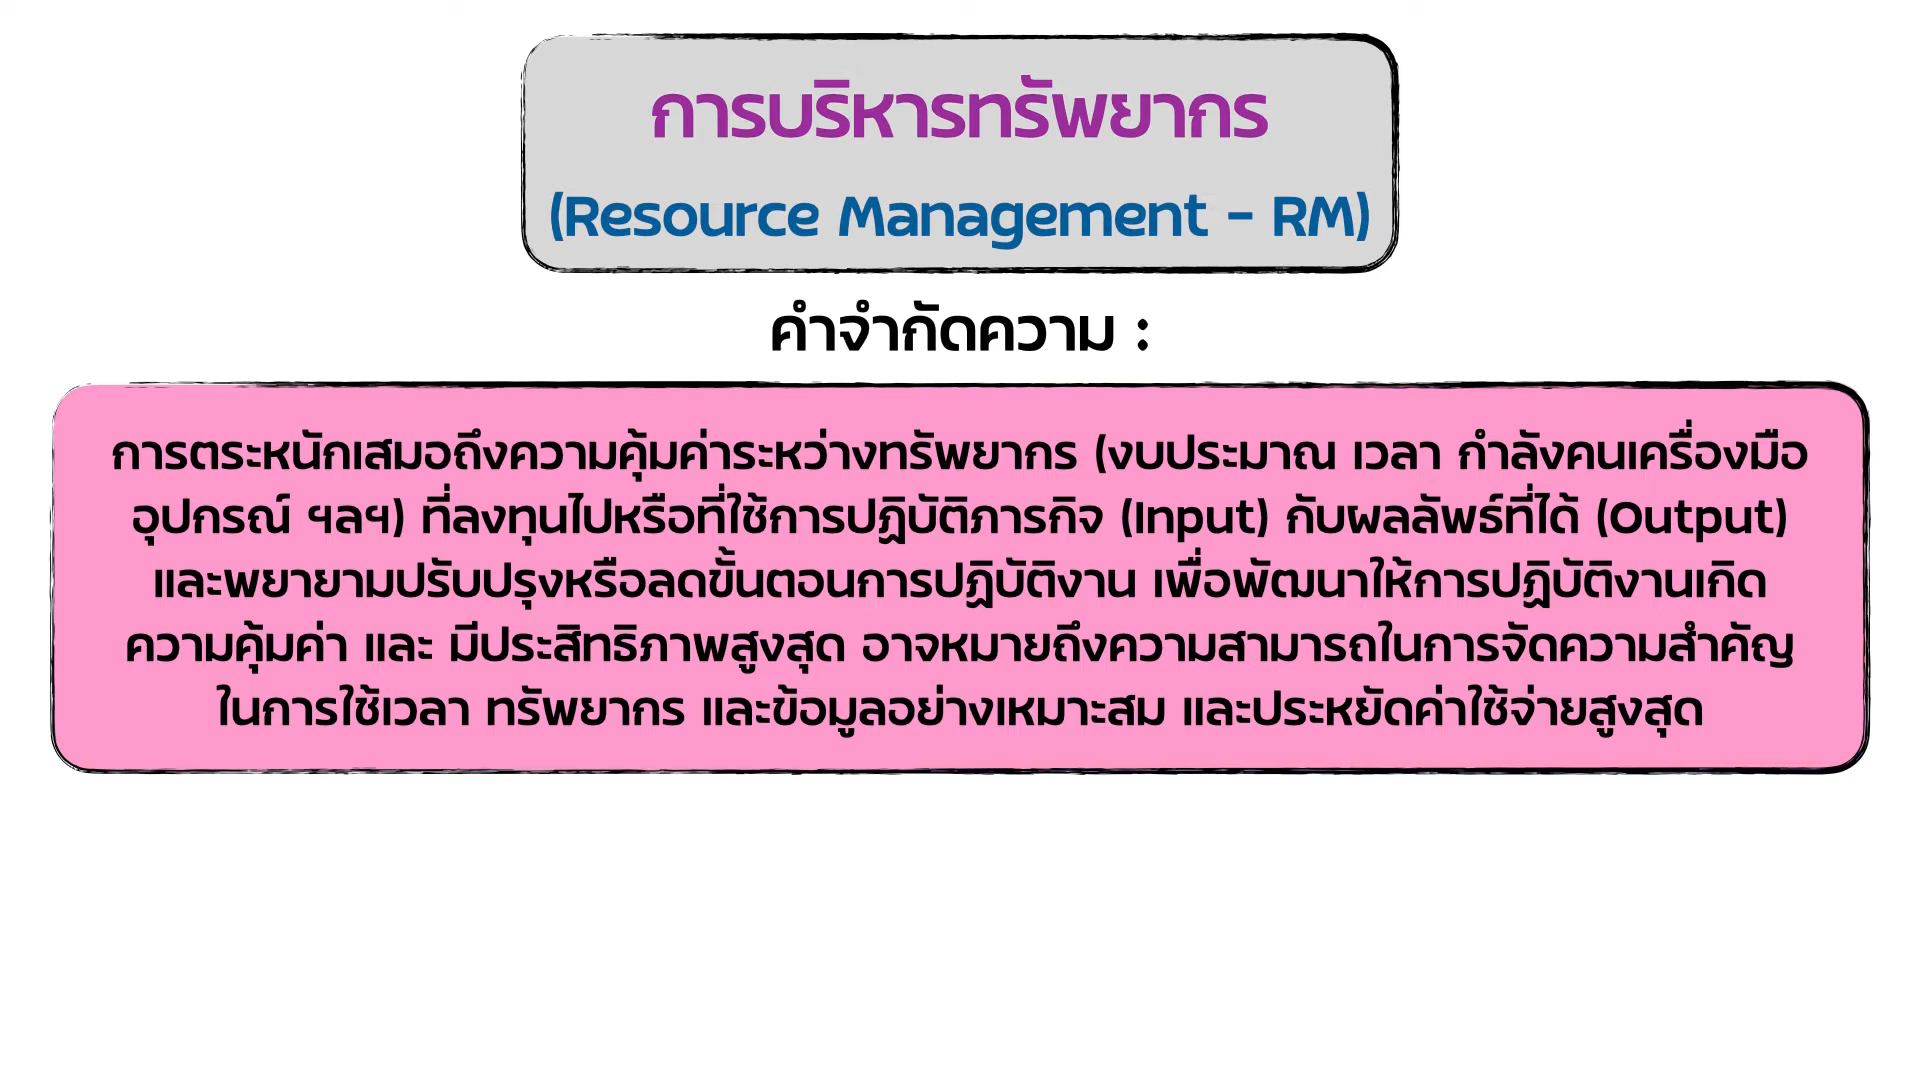 การบริหารทรัพยากร
(Resource Management - RM)
คำจำกัดความ :
การตระหนักเสมอถึงความคุ้มค่าระหว่างทรัพยากร (งบประมาณ เวลา กำลังคนเครื่องมือ
อุปกรณ์ ฯลฯ) ที่ลงทุนไปหรือที่ใช้การปฏิบัติภารกิจ (Input) กับผลลัพธ์ที่ได้ (Output)
และพยายามปรับปรุงหรือลดขั้นตอนการปฏิบัติงาน เพื่อพัฒนาให้การปฏิบัติงานเกิด
ความคุ้มค่า และ มีประสิทธิภาพสูงสุด อาจหมายถึงความสามารถในการจัดความสำคัญ
ในการใช้เวลา ทรัพยากร และข้อมูลอย่างเหมาะสม และประหยัดค่าใช้จ่ายสูงสุด